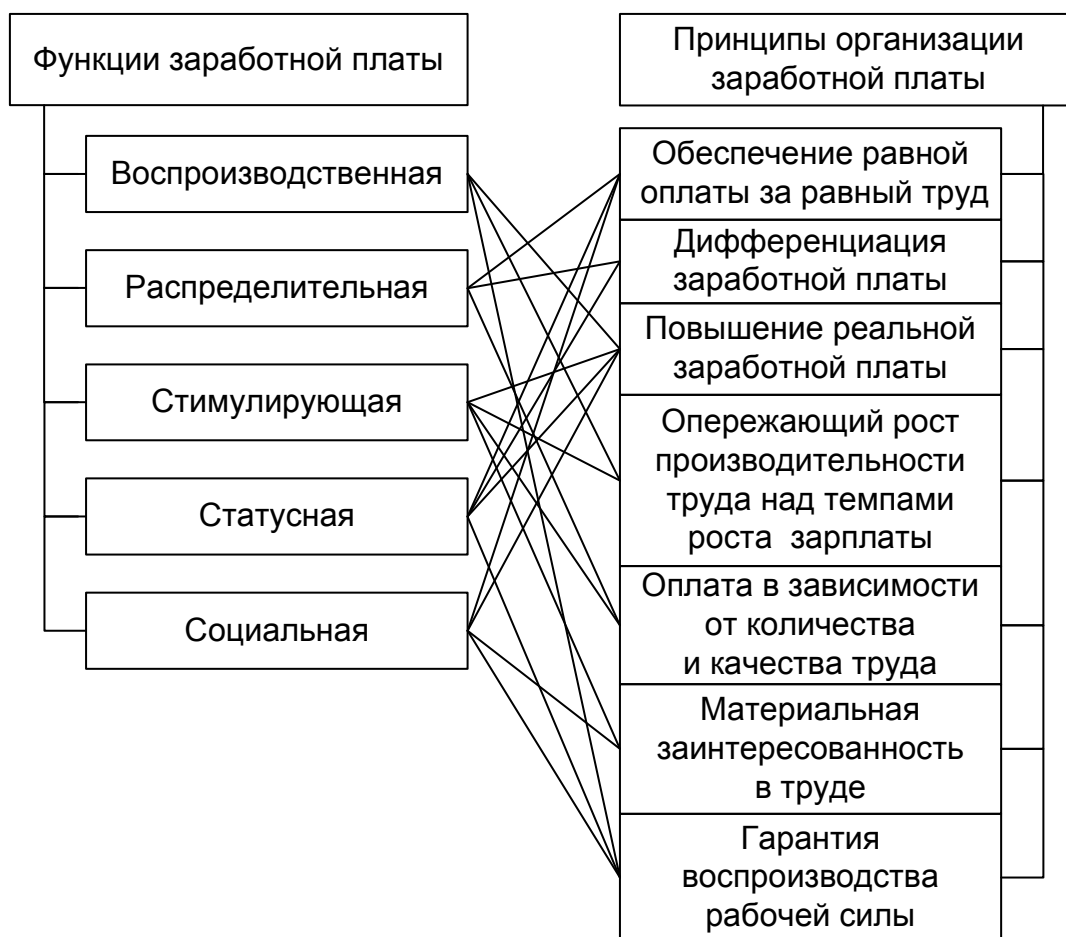 Функции заработной платы
Воспроизводственная
Распределительная
Стимулирующая
Статусная
Социальная
Принципы организации
заработной платы
Обеспечение равной
оплаты за равный труд
Дифференциация
заработной платы
Повышение реальной
заработной платы
Опережающий рост
производительности
труда над темпами
роста зарплаты
Оплата в зависимости
от количества
и качества труда
Материальная
заинтересованность
в труде
Гарантия
воспроизводства
рабочей силы